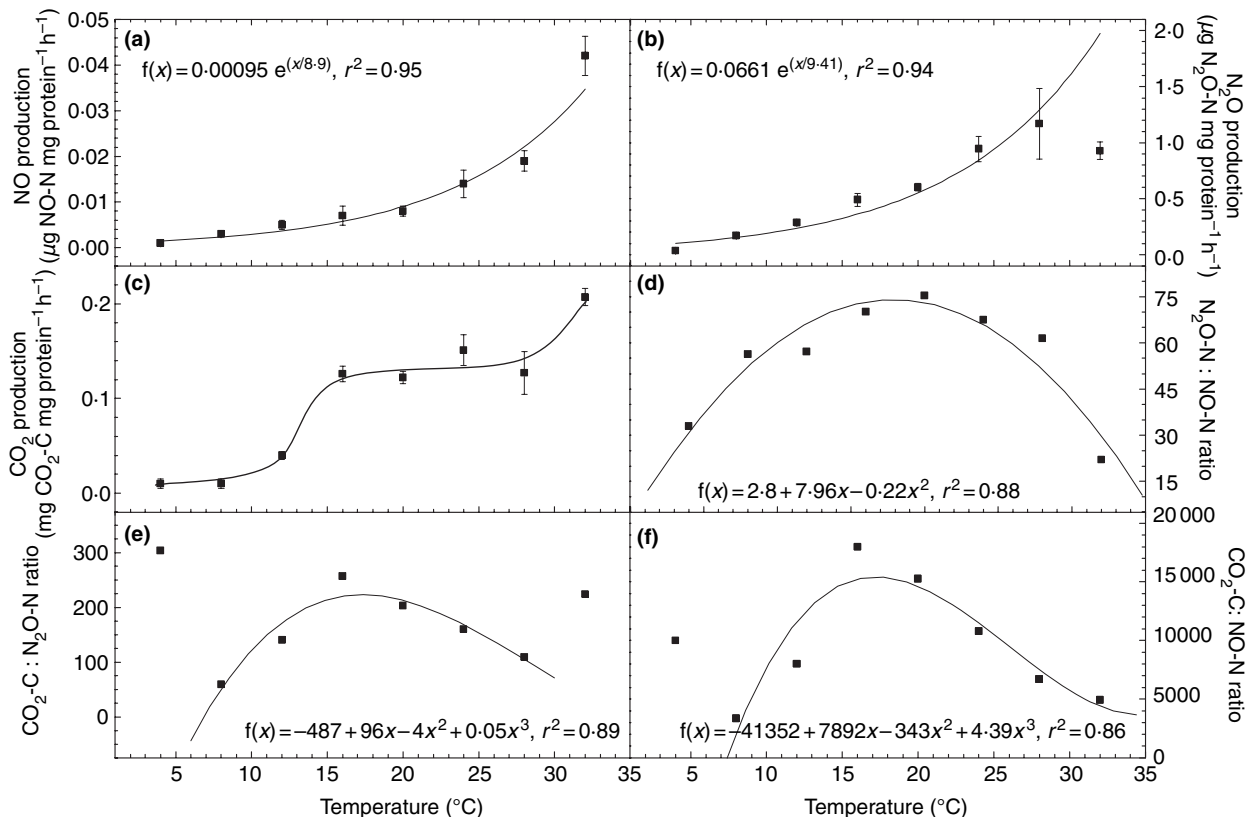 (a)
f(x) = 0·00095 e^(x/8·9), r² = 0·95
0·05
0·04
0·03
0·02
0·01
0·00
NO production
(µg NO-N mg protein⁻¹ h⁻¹)
(b)
f(x) = 0·0661 e^(x/9·41), r² = 0·94
2·0
1·5
1·0
0·5
0·0
N₂O production
(µg N₂O-N mg protein⁻¹ h⁻¹)
(c)
0·2
0·1
0·0
CO₂ production
(mg CO₂-C mg protein⁻¹ h⁻¹)
(d)
f(x) = 2·8 + 7·96x – 0·22x², r² = 0·88
75
60
45
30
15
N₂O-N : NO-N ratio
(e)
f(x) = –487 + 96x – 4x² + 0·05x³, r² = 0·89
300
200
100
0
CO₂-C : N₂O-N ratio
5 10 15 20 25 30 35
Temperature (°C)
(f)
f(x) = –41352 + 7892x – 343x² + 4·39x³, r² = 0·86
20 000
15 000
10000
5000
0
CO₂-C: NO-N ratio
5 10 15 20 25 30 35
Temperature (°C)